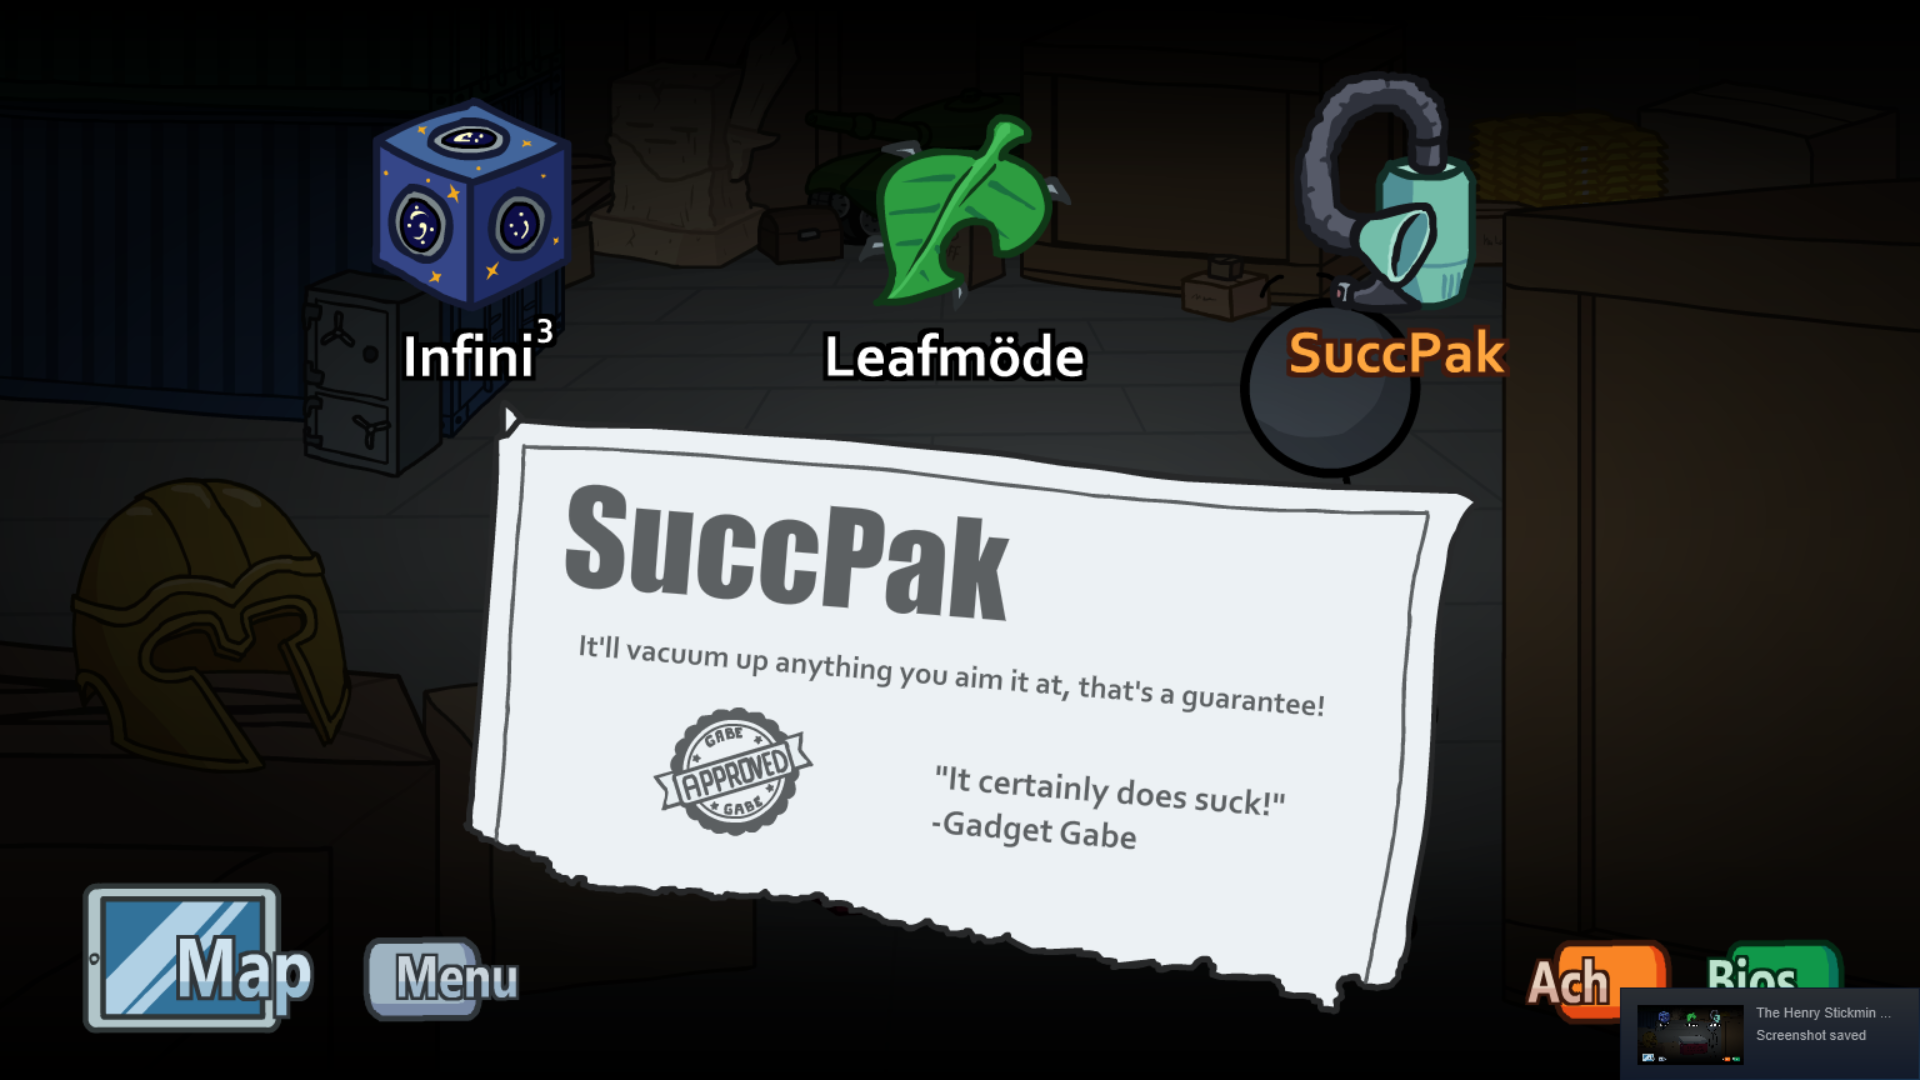 Infini³
Leafmöde
SuccPak
SuccPak
It'll vacuum up anything you aim it at, that's a guarantee!
GABE
APPROVED
GABE
"It certainly does suck!"
-Gadget Gabe
Map
Menu
Ach
Bios
The Henry Stickmin ...
Screenshot saved